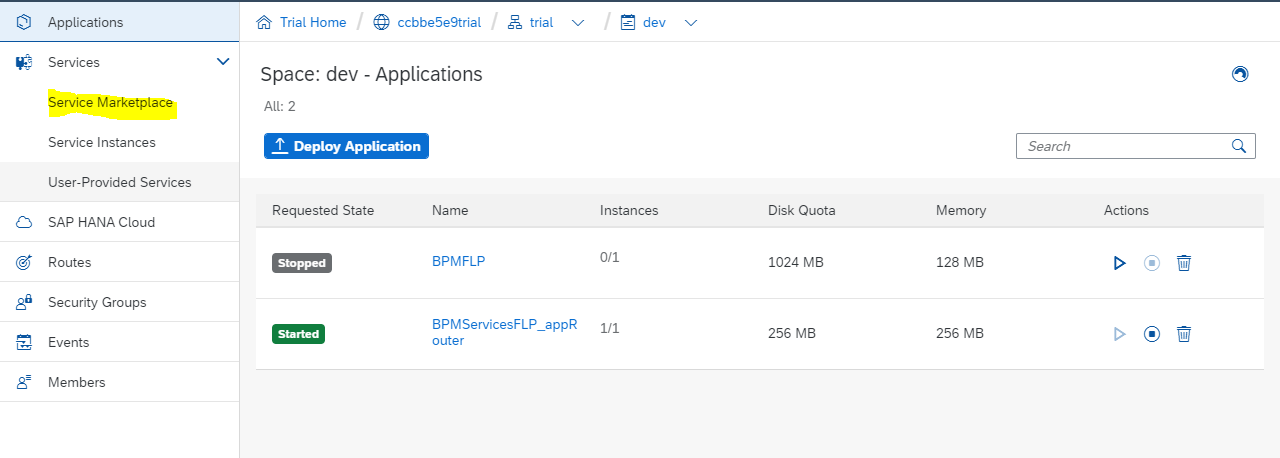 Applications
Services
Service Marketplace
Service Instances
User-Provided Services
SAP HANA Cloud
Routes
Security Groups
Events
Members
Trial Home / ccbbe5e9trial / trial / dev
Space: dev - Applications
All: 2
Deploy Application
Search
Requested State Name Instances Disk Quota Memory Actions
Stopped BPMFLP 0/1 1024 MB 128 MB
Started BPMServicesFLP_appR 1/1 256 MB 256 MB
outer